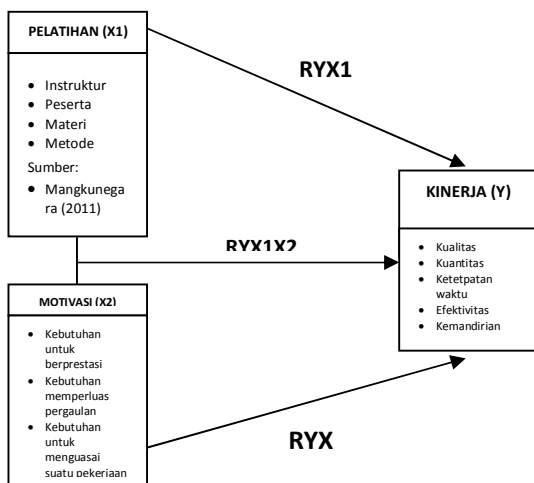 PELATIHAN (X1)
• Instruktur
• Peserta
• Materi
• Metode
Sumber:
• Mangkunega
ra (2011)
RYX1
RYX1X2
KINERJA (Y)
• Kualitas
• Kuantitas
• Ketetpatan
waktu
• Efektivitas
• Kemandirian
MOTIVASI (X2)
• Kebutuhan
untuk
berprestasi
• Kebutuhan
memperluas
pergaulan
• Kebutuhan
untuk
menguasai
suatu pekerjaan
RYX